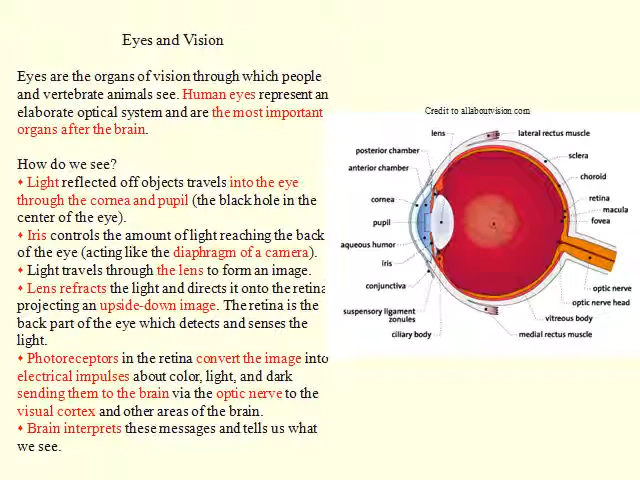 Eyes and Vision
Eyes are the organs of vision through which people
and vertebrate animals see. Human eyes represent an
elaborate optical system and are the most important
organs after the brain.
How do we see?
• Light reflected off objects travels into the eye
through the cornea and pupil (the black hole in the
center of the eye).
• Iris controls the amount of light reaching the back
of the eye (acting like the diaphragm of a camera).
• Light travels through the lens to form an image.
• Lens refracts the light and directs it onto the retina
projecting an upside-down image. The retina is the
back part of the eye which detects and senses the
light.
• Photoreceptors in the retina convert the image into
electrical impulses about color, light, and dark
sending them to the brain via the optic nerve to the
visual cortex and other areas of the brain.
• Brain interprets these messages and tells us what
we see.
Credit to allaboutvision.com
lens
lateral rectus muscle
posterior chamber
sclera
anterior chamber
choroid
cornea
retina
macula
pupil
fovea
aqueous humor
iris
conjunctiva
optic nerve
optic nerve head
suspensory ligament
zonules
vitreous body
ciliary body
medial rectus muscle